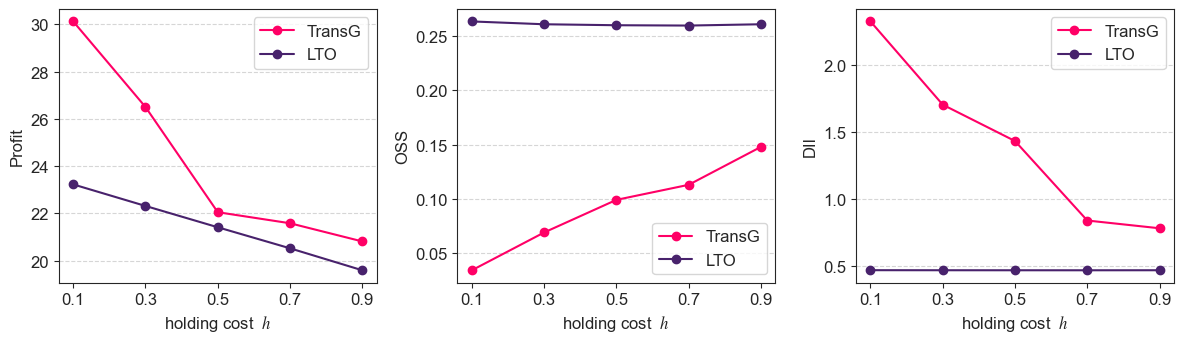 Profit
30
28
26
24
22
20
0.1 0.3 0.5 0.7 0.9
holding cost h
TransG
LTO
OSS
0.25
0.20
0.15
0.10
0.05
0.1 0.3 0.5 0.7 0.9
holding cost h
TransG
LTO
DII
2.0
1.5
1.0
0.5
0.1 0.3 0.5 0.7 0.9
holding cost h
TransG
LTO